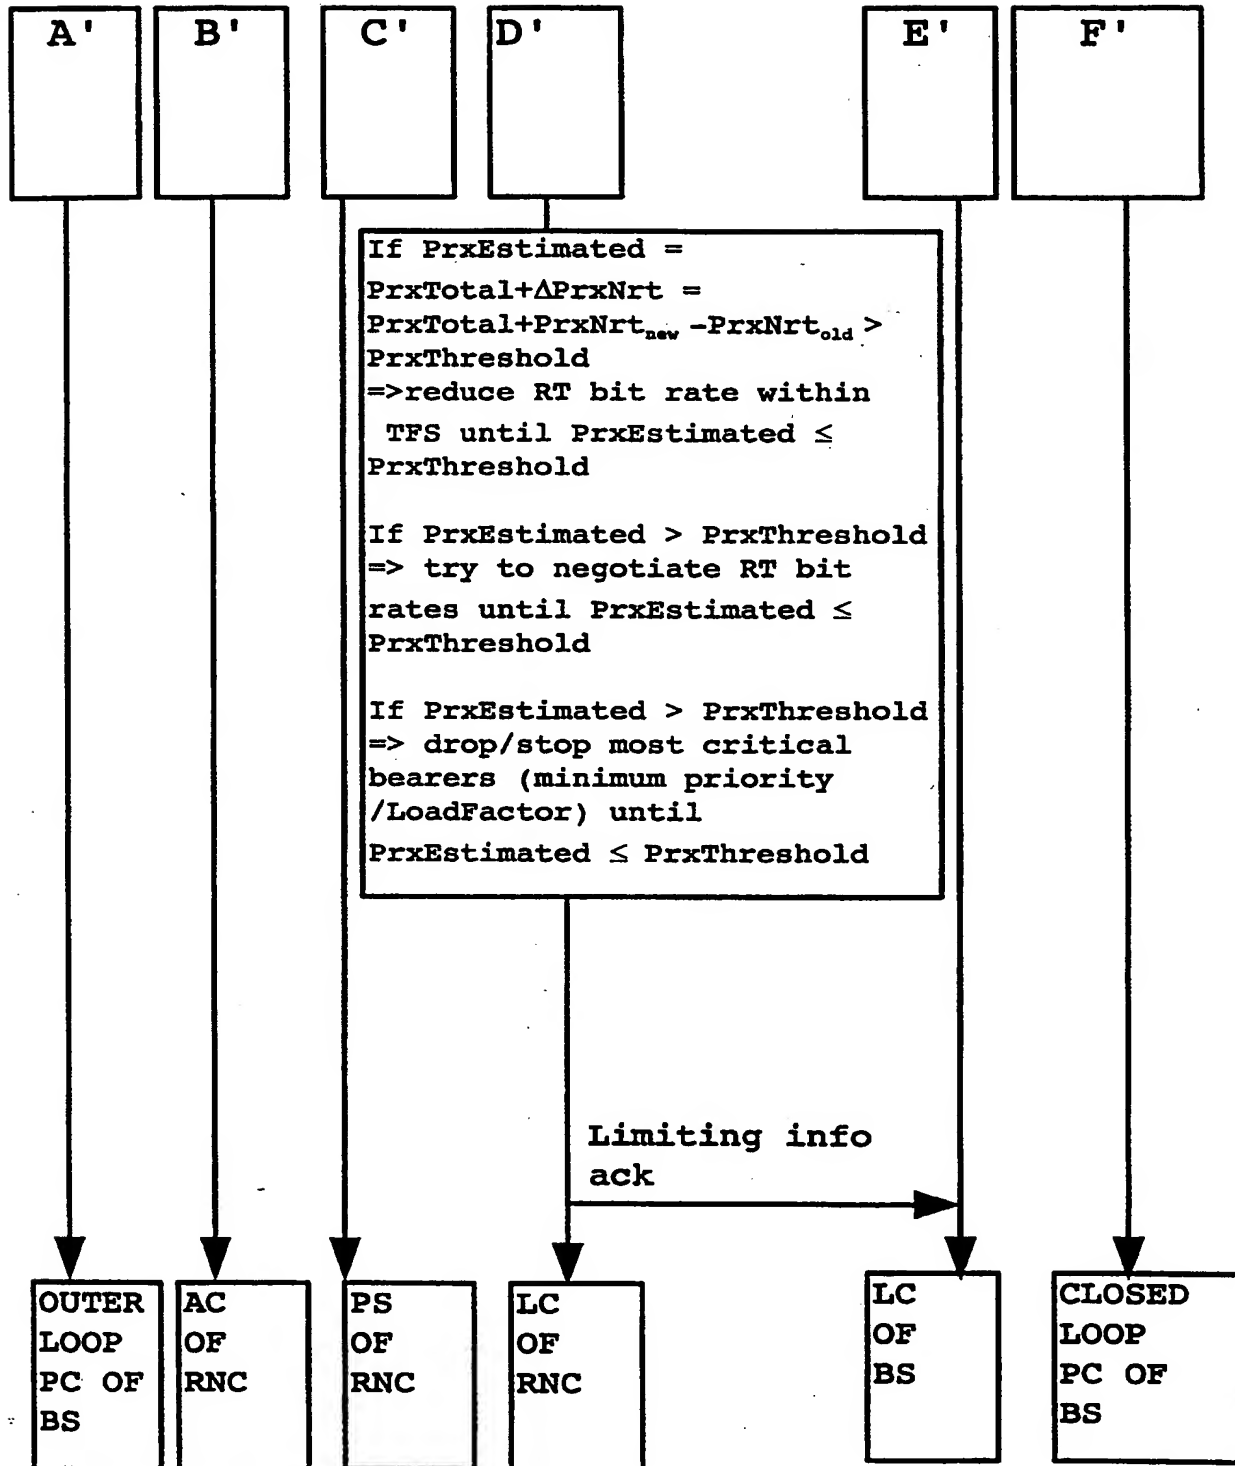 A'
B'
C'
D'
E'
F'
If PrxEstimated =
PrxTotal+ΔPrxNrt =
PrxTotal+PrxNrt_new -PrxNrt_old >
PrxThreshold
=>reduce RT bit rate within
TFS until PrxEstimated ≤
PrxThreshold
If PrxEstimated > PrxThreshold
=> try to negotiate RT bit
rates until PrxEstimated ≤
PrxThreshold
If PrxEstimated > PrxThreshold
=> drop/stop most critical
bearers (minimum priority
/LoadFactor) until
PrxEstimated ≤ PrxThreshold
Limiting info
ack
OUTER
LOOP
PC OF
BS
AC
OF
RNC
PS
OF
RNC
LC
OF
RNC
LC
OF
BS
CLOSED
LOOP
PC OF
BS